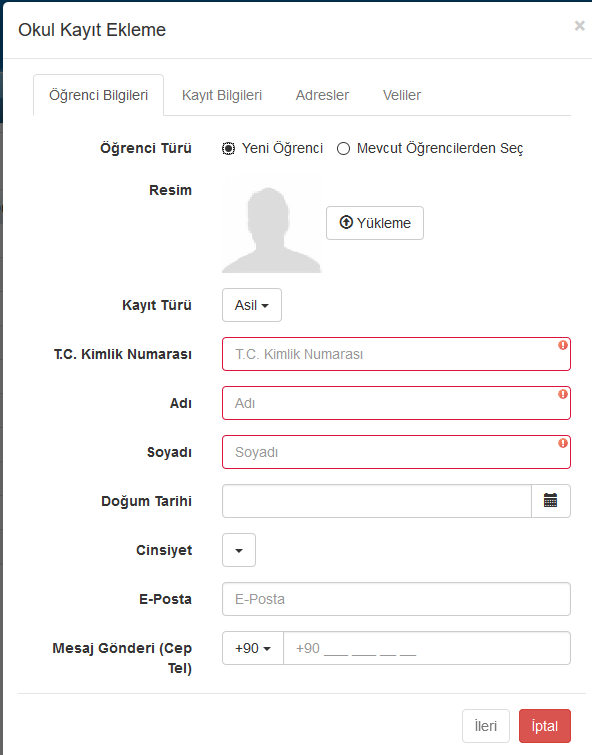 Okul Kayıt Ekleme
×
Öğrenci Bilgileri Kayıt Bilgileri Adresler Veliler
Öğrenci Türü Yeni Öğrenci Mevcut Öğrencilerden Seç
Resim
Yükleme
Kayıt Türü Asil
T.C. Kimlik Numarası T.C. Kimlik Numarası
Adı Adı
Soyadı Soyadı
Doğum Tarihi
Cinsiyet
E-Posta E-Posta
Mesaj Gönderi (Cep +90 +90 ___ ___ __ __
Tel)
İleri İptal